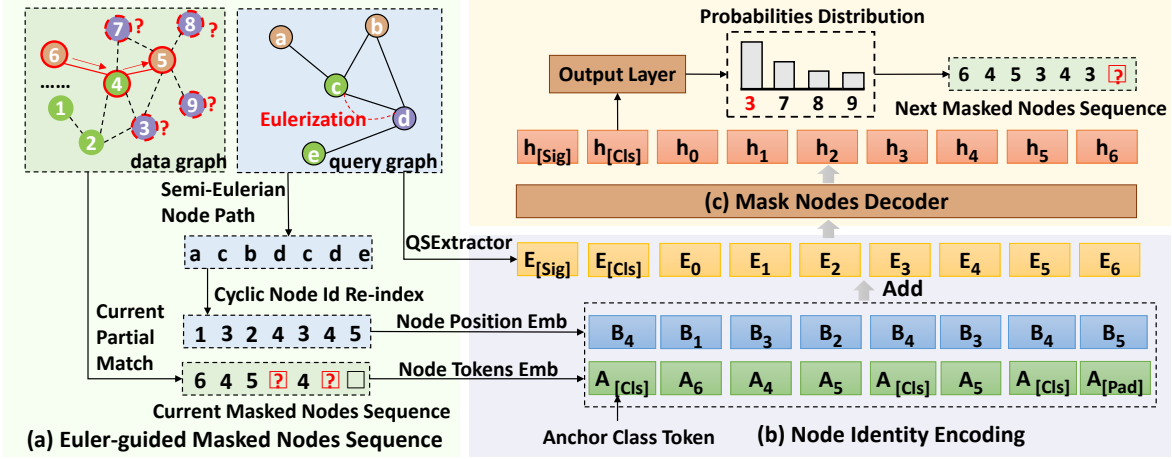 7 ? 8 ?
6 5
4
......
1 9 ?
2 3 ?
data graph
a b
c
Eulerization d
e query graph
Semi-Eulerian
Node Path
a c b d c d e
Cyclic Node Id Re-index
1 3 2 4 3 4 5
Current
Partial
Match
6 4 5 ? 4 ?
Current Masked Nodes Sequence
(a) Euler-guided Masked Nodes Sequence
QSExtractor
Node Position Emb
Node Tokens Emb
Probabilities Distribution
Output Layer
3 7 8 9
6 4 5 3 4 3 ?
Next Masked Nodes Sequence
h[Sig] h[Cls] h0 h1 h2 h3 h4 h5 h6
(c) Mask Nodes Decoder
E[Sig] E[Cls] E0 E1 E2 E3 E4 E5 E6
Add
B4 B1 B3 B2 B4 B3 B4 B5
A[Cls] A6 A4 A5 A[Cls] A5 A[Cls] A[Pad]
Anchor Class Token
(b) Node Identity Encoding